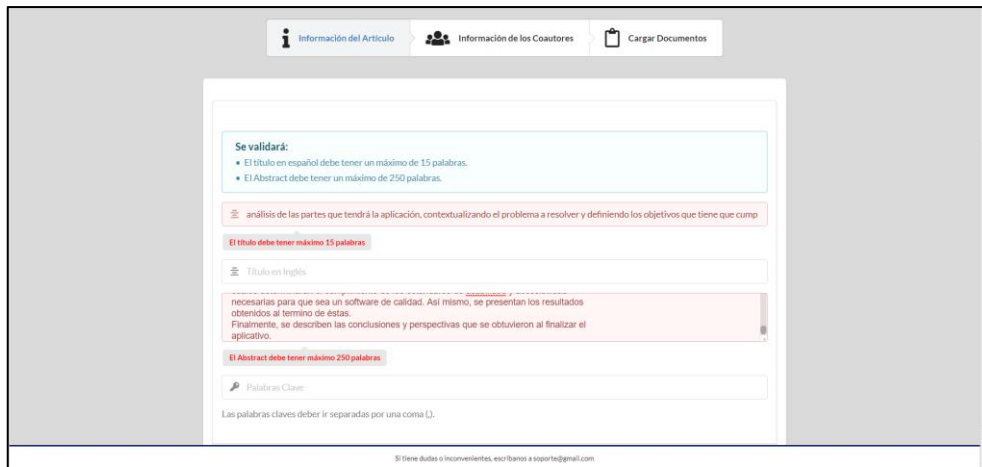 Información del Artículo
Información de los Coautores
Cargar Documentos
Se validará:
• El título en español debe tener un máximo de 15 palabras.
• El Abstract debe tener un máximo de 250 palabras.
análisis de las partes que tendrá la aplicación, contextualizando el problema a resolver y definiendo los objetivos que tiene que cump
El título debe tener máximo 15 palabras
Título en Inglés
necesarias para que sea un software de calidad. Así mismo, se presentan los resultados
obtenidos al termino de éstas.
Finalmente, se describen las conclusiones y perspectivas que se obtuvieron al finalizar el
aplicativo.
El Abstract debe tener máximo 250 palabras
Palabras Clave
Las palabras claves deber ir separadas por una coma (,).
Si tiene dudas o inconvenientes, escríbanos a soporte@gmail.com